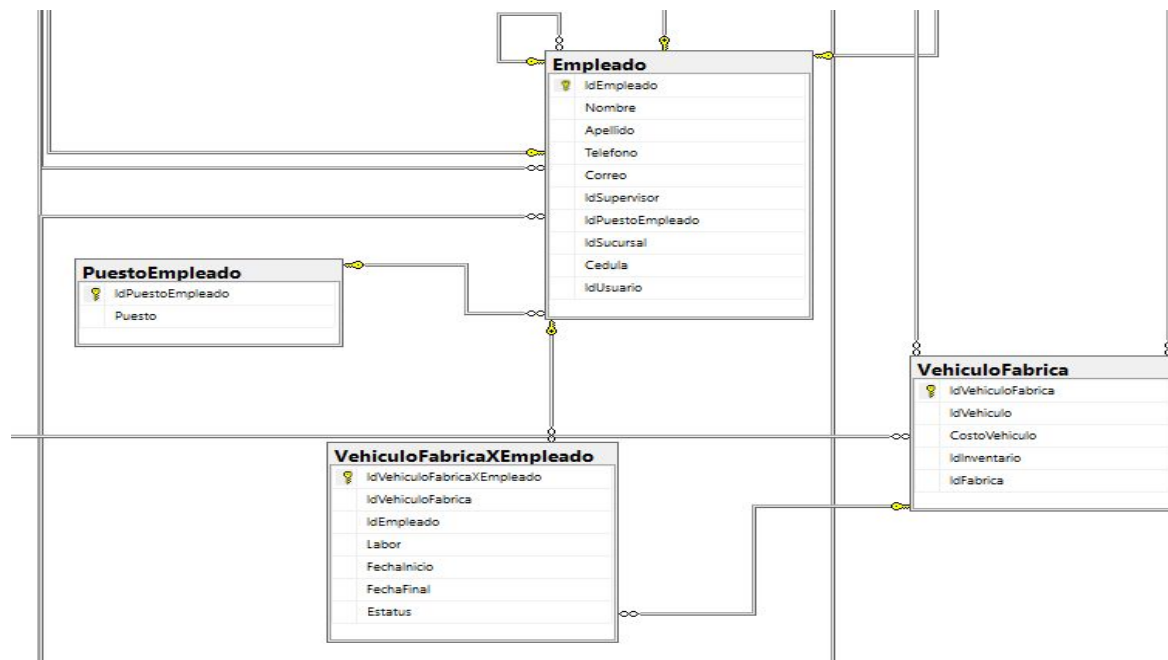 Empleado
IdEmpleado
Nombre
Apellido
Telefono
Correo
IdSupervisor
IdPuestoEmpleado
IdSucursal
Cedula
IdUsuario
PuestoEmpleado
IdPuestoEmpleado
Puesto
VehiculoFabrica
IdVehiculoFabrica
IdVehiculo
CostoVehiculo
IdInventario
IdFabrica
VehiculoFabricaXEmpleado
IdVehiculoFabricaXEmpleado
IdVehiculoFabrica
IdEmpleado
Labor
FechaInicio
FechaFinal
Estatus